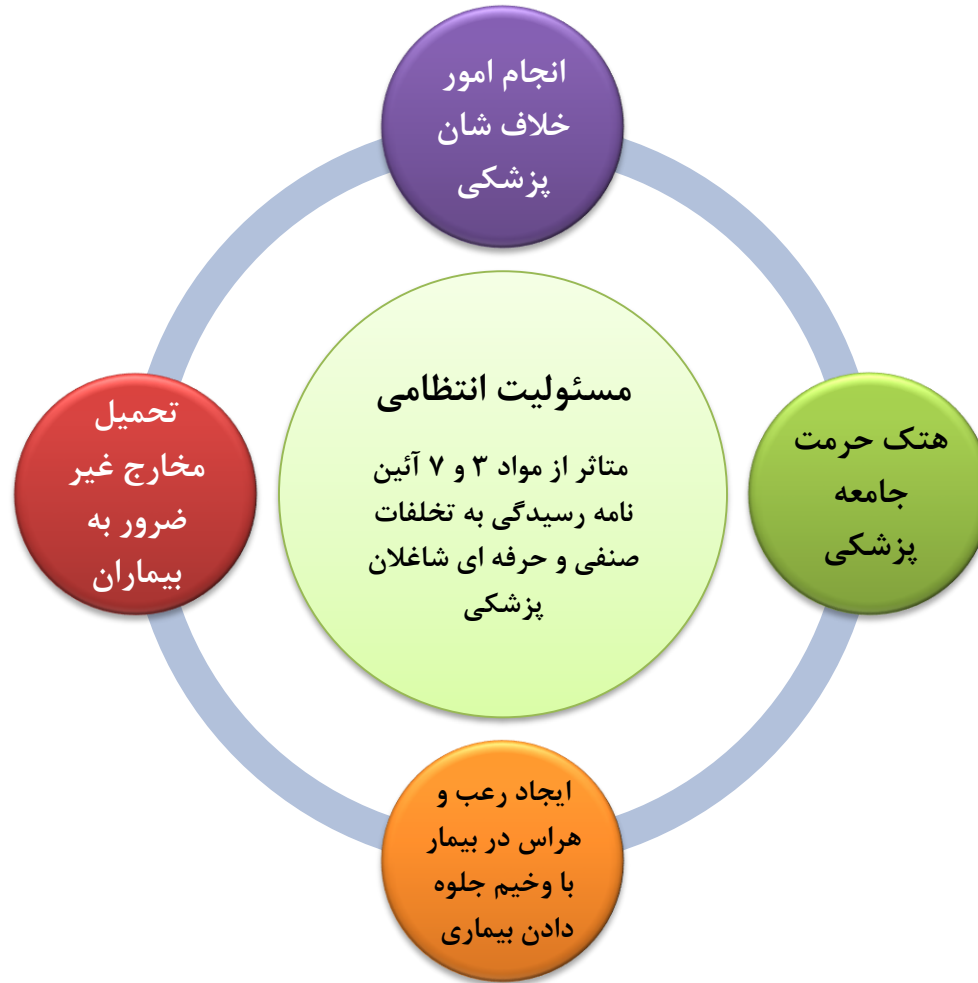 انجام امور
خلاف شان
پزشکی
مسئولیت انتظامی
متاثر از مواد ۳ و ۷ آئین
نامه رسیدگی به تخلفات
صنفی و حرفه ای شاغلان
پزشکی
هتک حرمت
جامعه
پزشکی
ایجاد رعب و
هراس در بیمار
با وخیم جلوه
دادن بیماری
تحمیل
مخارج غیر
ضرور به
بیماران